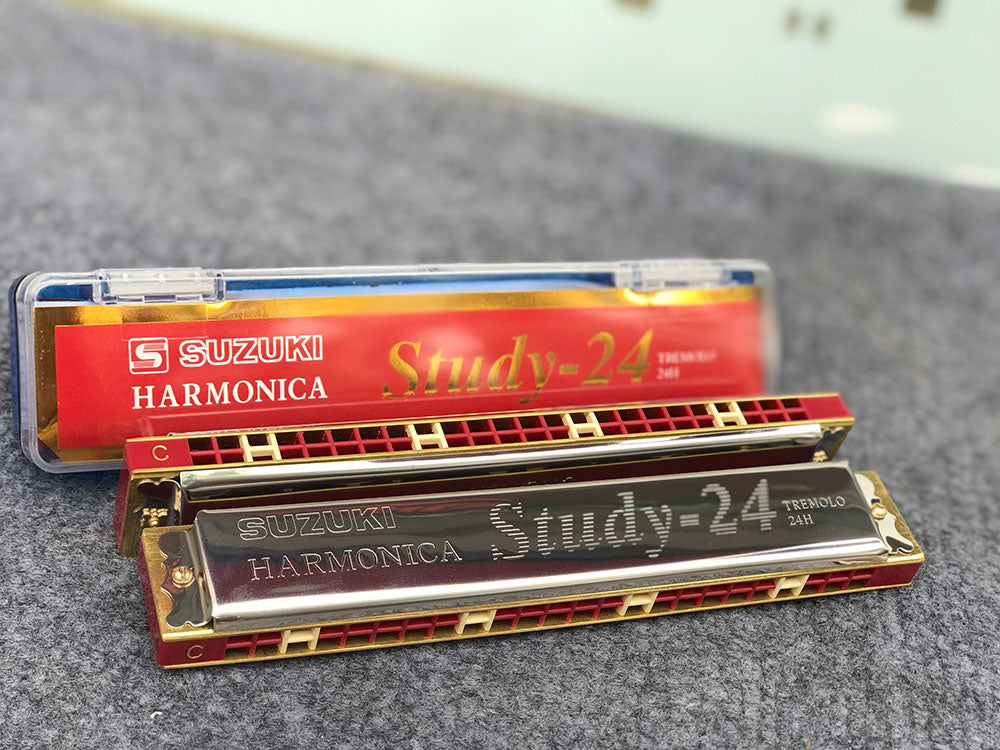 SUZUKI
HARMONICA
Study-24
TREMOLO
24H
C
SUZUKI
HARMONICA
Study-24
TREMOLO
24H
C